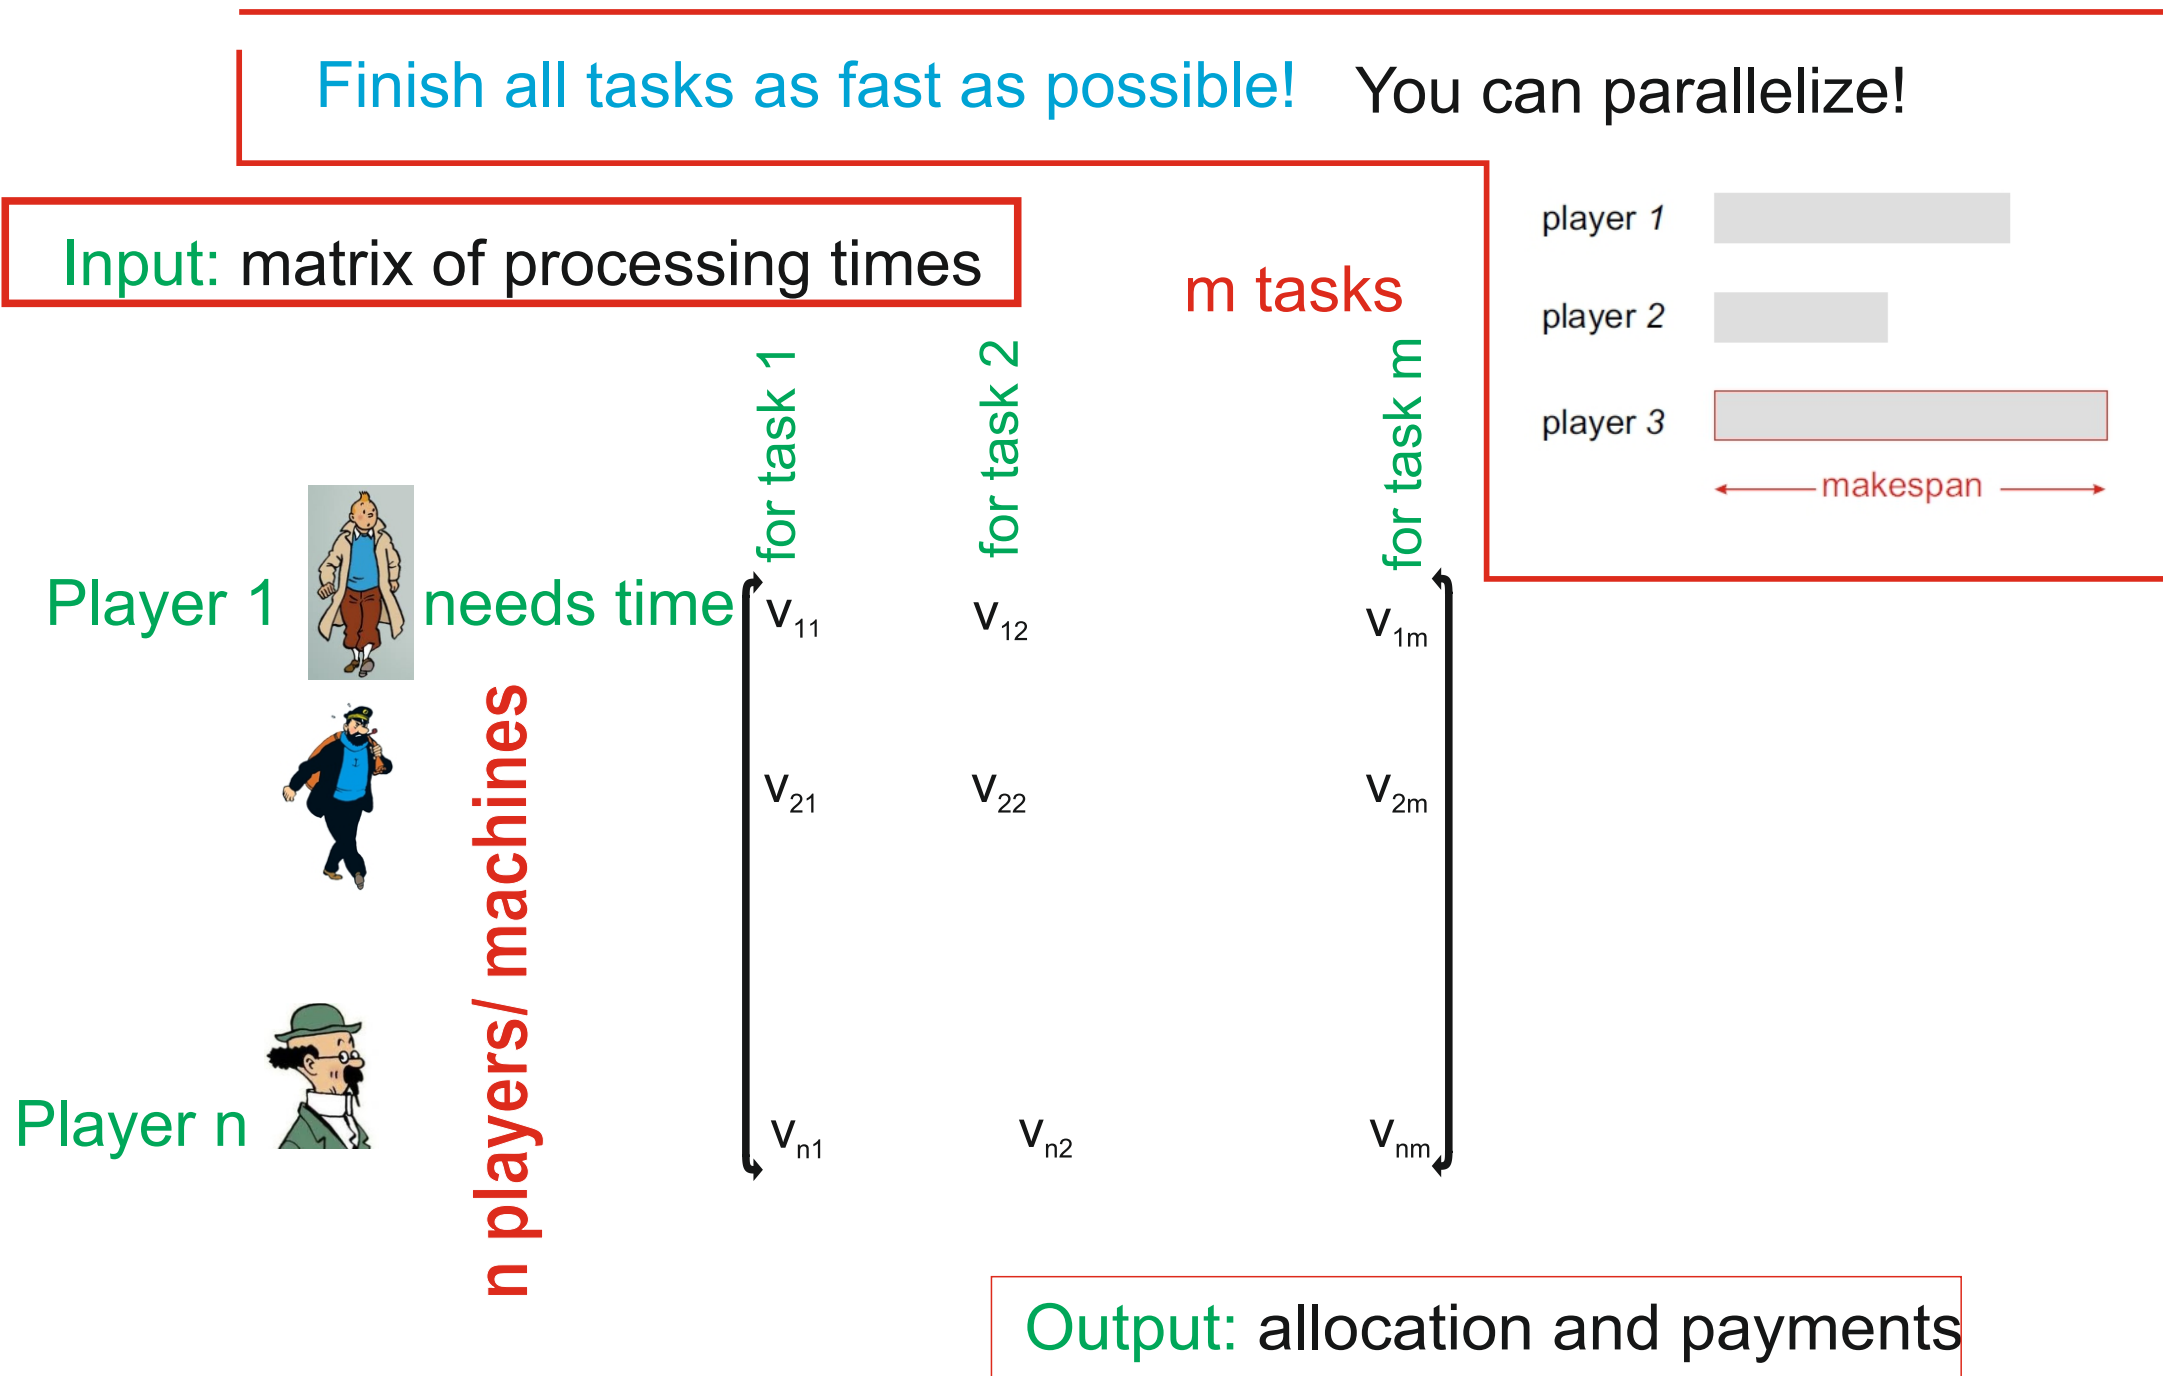 Finish all tasks as fast as possible! You can parallelize!
Input: matrix of processing times
m tasks
player 1
player 2
player 3
makespan
for task 1
for task 2
for task m
Player 1 needs time
v11 v12 v1m
n players/ machines
v21 v22 v2m
Player n
vn1 vn2 vnm
Output: allocation and payments